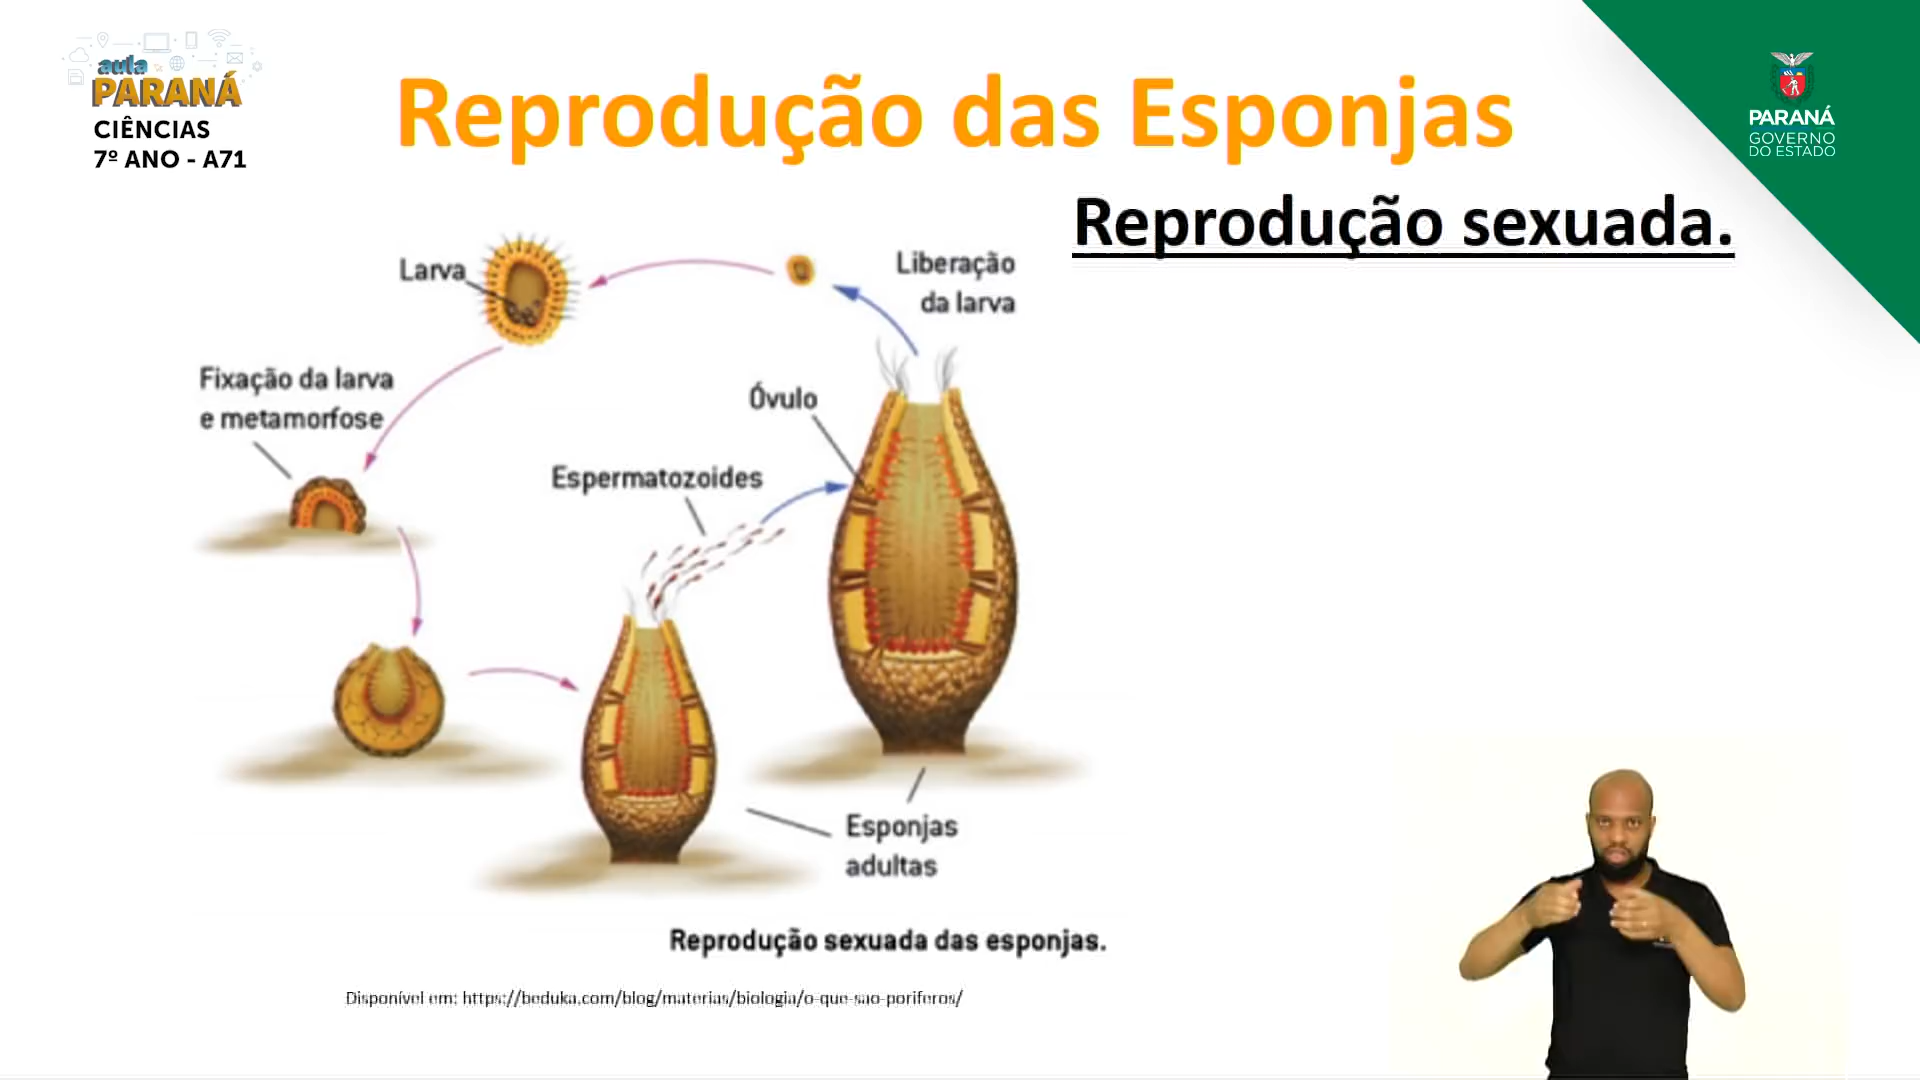 aula
PARANÁ
CIÊNCIAS
7º ANO - A71
Reprodução das Esponjas
PARANÁ
GOVERNO
DO ESTADO
Reprodução sexuada.
Larva
Liberação
da larva
Fixação da larva
e metamorfose
Óvulo
Espermatozoides
Esponjas
adultas
Reprodução sexuada das esponjas.
Disponível em: https://beduka.com/blog/materias/biologia/o-que-sao-poriferos/